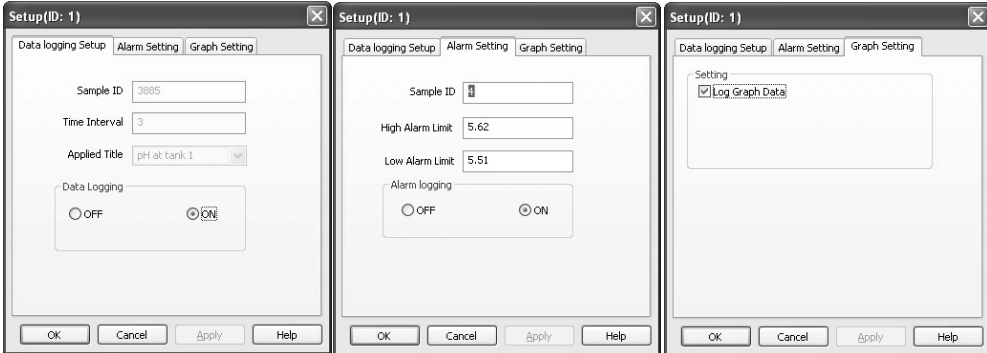 Setup(ID: 1)
Data logging Setup Alarm Setting Graph Setting
Sample ID 3885
Time Interval 3
Applied Title pH at tank 1
Data Logging
OFF ON
OK Cancel Apply Help
Setup(ID: 1)
Data logging Setup Alarm Setting Graph Setting
Sample ID
High Alarm Limit 5.62
Low Alarm Limit 5.51
Alarm logging
OFF ON
OK Cancel Apply Help
Setup(ID: 1)
Data logging Setup Alarm Setting Graph Setting
Setting
Log Graph Data
OK Cancel Apply Help